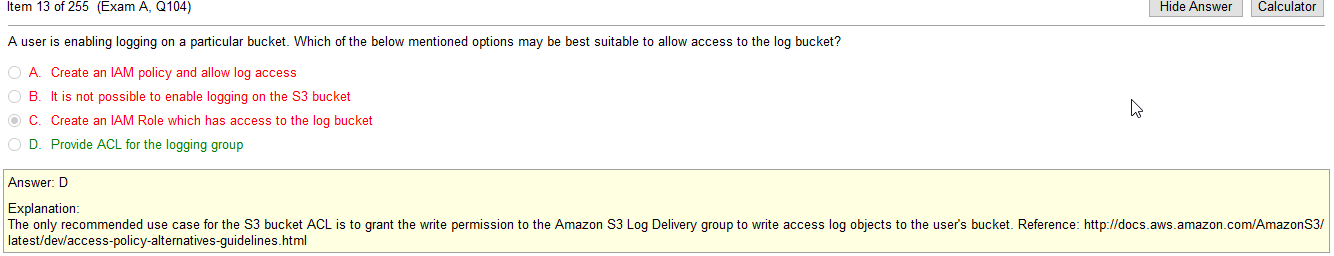 Item 13 of 255 (Exam A, Q104)
Hide Answer
Calculator
A user is enabling logging on a particular bucket. Which of the below mentioned options may be best suitable to allow access to the log bucket?
A. Create an IAM policy and allow log access
B. It is not possible to enable logging on the S3 bucket
C. Create an IAM Role which has access to the log bucket
D. Provide ACL for the logging group
Answer: D
Explanation:
The only recommended use case for the S3 bucket ACL is to grant the write permission to the Amazon S3 Log Delivery group to write access log objects to the user's bucket. Reference: http://docs.aws.amazon.com/AmazonS3/
latest/dev/access-policy-alternatives-guidelines.html